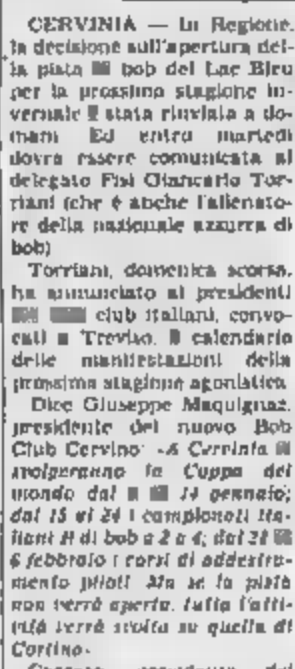 CERVINIA — In Regione,
la decisione sull'apertura del-
la pista bob del Lac Bleu
per la prossima stagione in-
vernale è stata rinviata a do-
mani. Ed entro martedì
dovrà essere comunicata al
delegato Fisi Giancarlo Tor-
riani (che è anche l'allenato-
re della nazionale azzurra di
bob)
Torriani, domenica scorsa,
ha annunciato ai presidenti
club italiani, convo-
cati a Treviso, il calendario
delle manifestazioni della
prossima stagione agonistica.
Dice Giuseppe Maquignaz,
presidente del nuovo Bob
Club Cervino: «A Cervinia
svolgeranno la Coppa del
mondo dal 14 gennaio;
dal 15 al 24 i campionati ita-
liani di bob a 2 a 4; dal
6 febbraio i corsi di addestra-
mento piloti. Ma se la pista
non verrà aperta, tutta l'atti-
vità verrà svolta su quella di
Cortina»